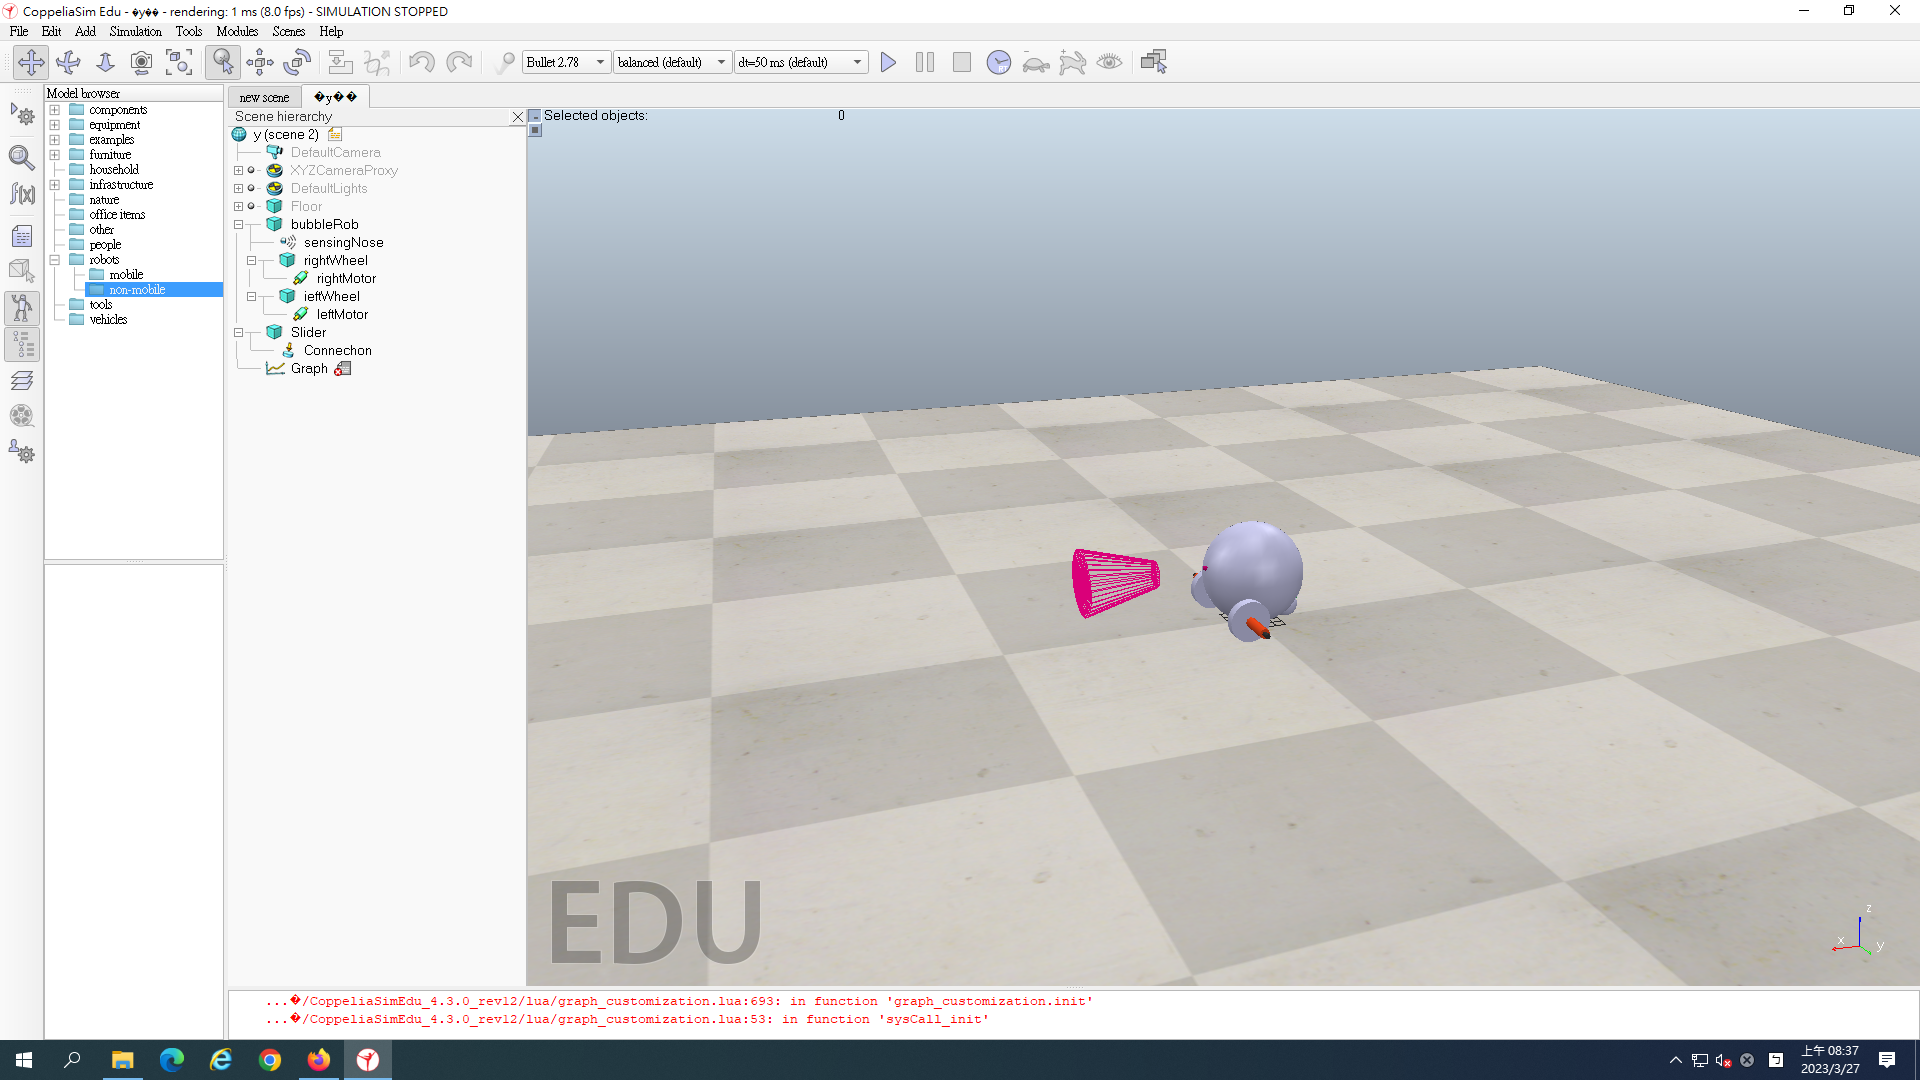 CoppeliaSim Edu - �y�� - rendering: 1 ms (8.0 fps) - SIMULATION STOPPED
File Edit Add Simulation Tools Modules Scenes Help
Bullet 2.78 balanced (default) dt=50 ms (default)
Model browser
components
equipment
examples
furniture
household
infrastructure
nature
office items
other
people
robots
mobile
non-mobile
tools
vehicles
new scene �y��
Scene hierarchy
y (scene 2)
DefaultCamera
XYZCameraProxy
DefaultLights
Floor
bubbleRob
sensingNose
rightWheel
rightMotor
ieftWheel
leftMotor
Slider
Connechon
Graph
Selected objects: 0
EDU
z
x
y
...�/CoppeliaSimEdu_4.3.0_rev12/lua/graph_customization.lua:693: in function 'graph_customization.init'
...�/CoppeliaSimEdu_4.3.0_rev12/lua/graph_customization.lua:53: in function 'sysCall_init'
上午 08:37
2023/3/27